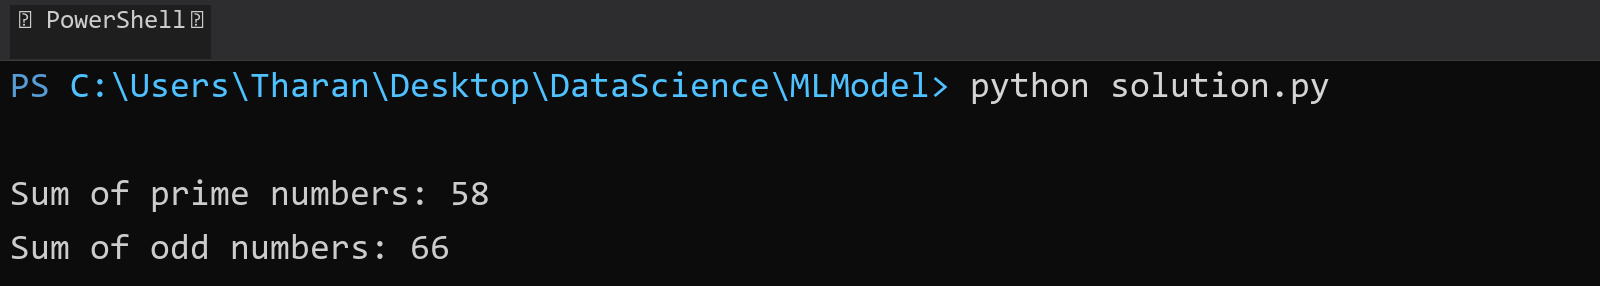 PowerShell
PS C:\Users\Tharan\Desktop\DataScience\MLModel> python solution.py
Sum of prime numbers: 58
Sum of odd numbers: 66